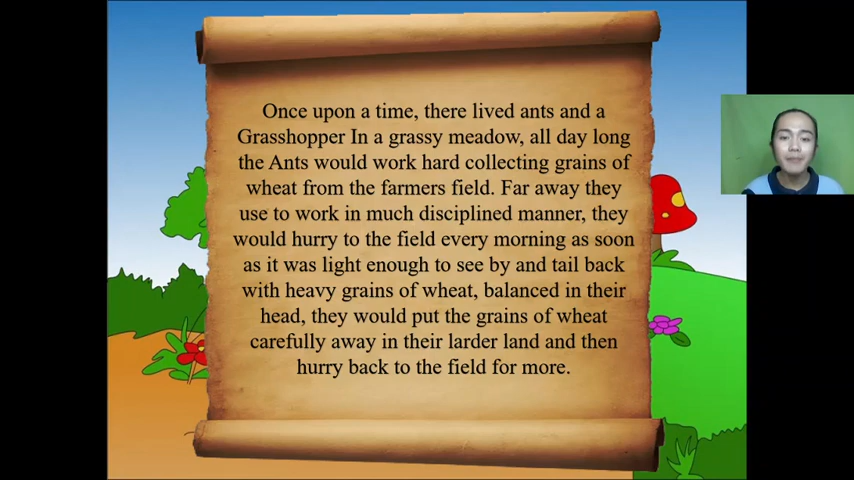 Once upon a time, there lived ants and a
Grasshopper In a grassy meadow, all day long
the Ants would work hard collecting grains of
wheat from the farmers field. Far away they
use to work in much disciplined manner, they
would hurry to the field every morning as soon
as it was light enough to see by and tail back
with heavy grains of wheat, balanced in their
head, they would put the grains of wheat
carefully away in their larder land and then
hurry back to the field for more.